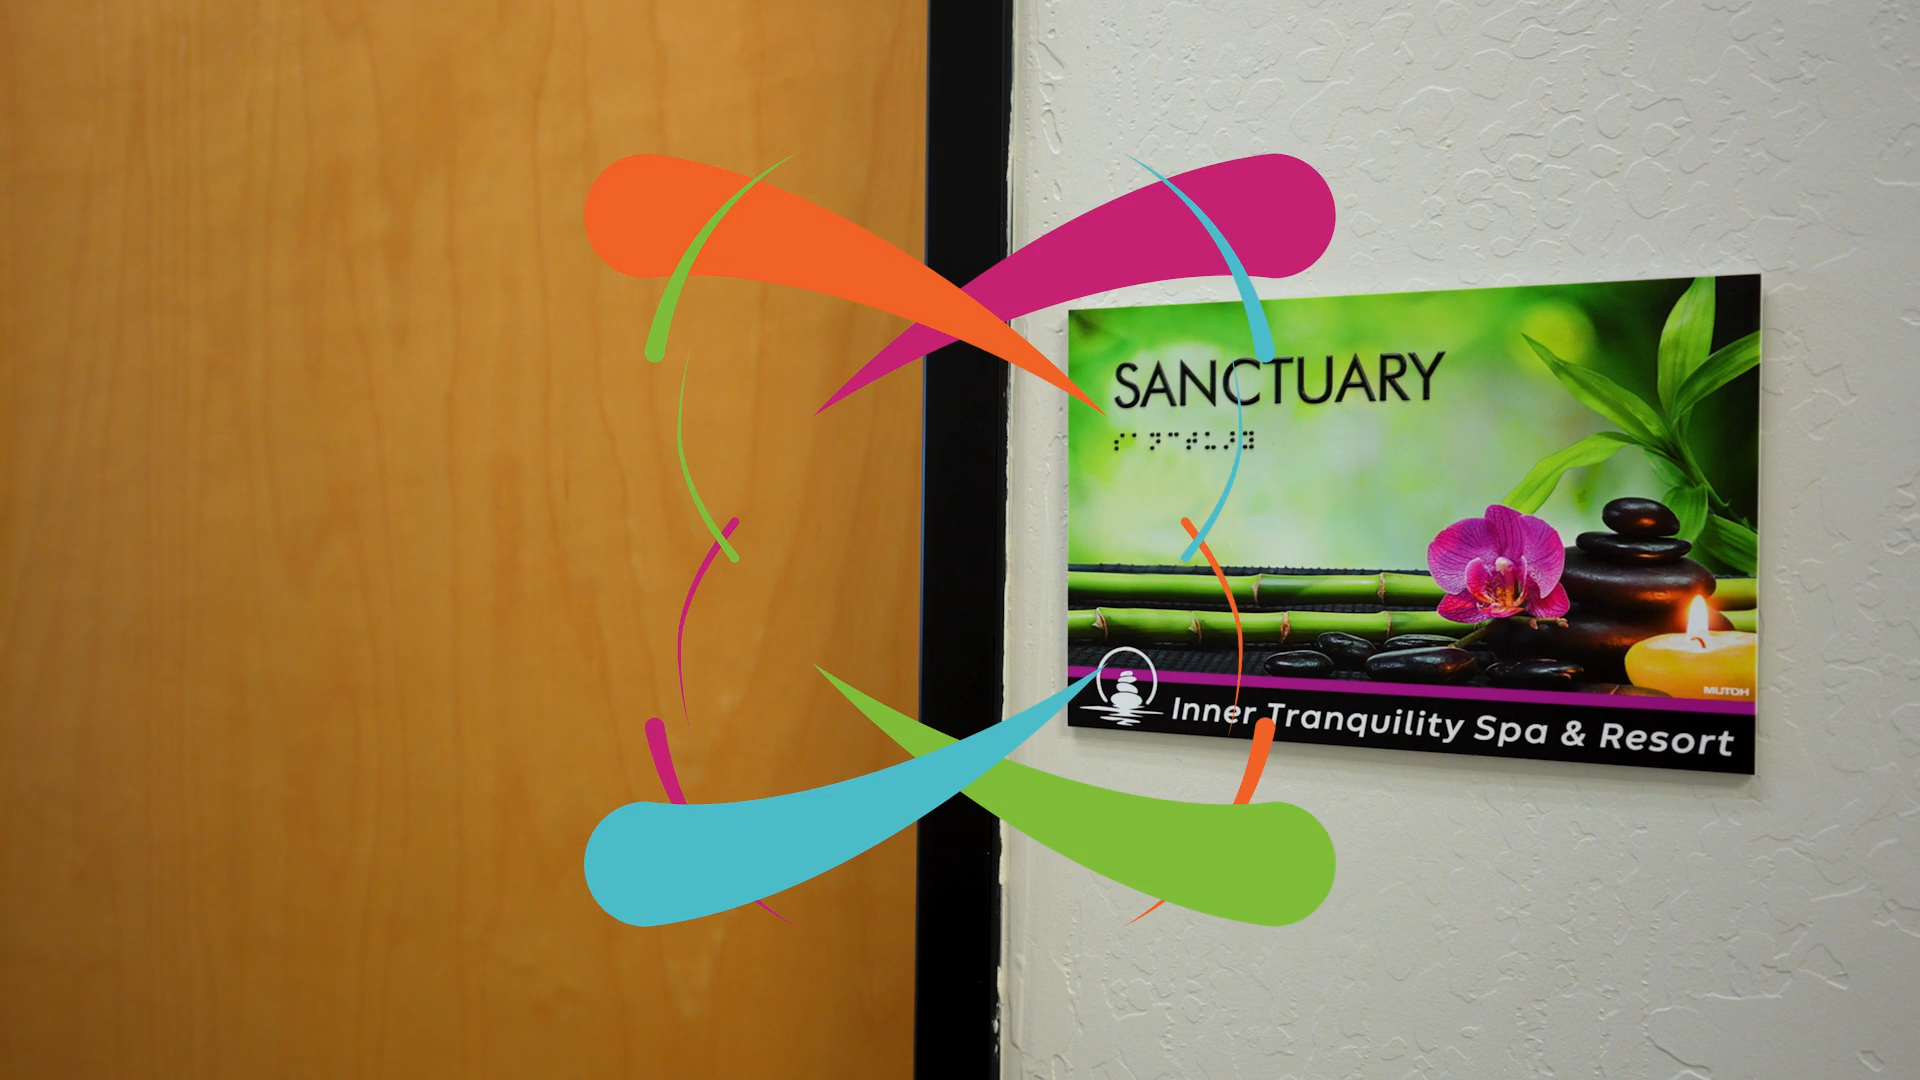 SANCTUARY
⠎⠁⠝⠉⠞⠥⠜⠽
MUTOH
Inner Tranquility Spa & Resort